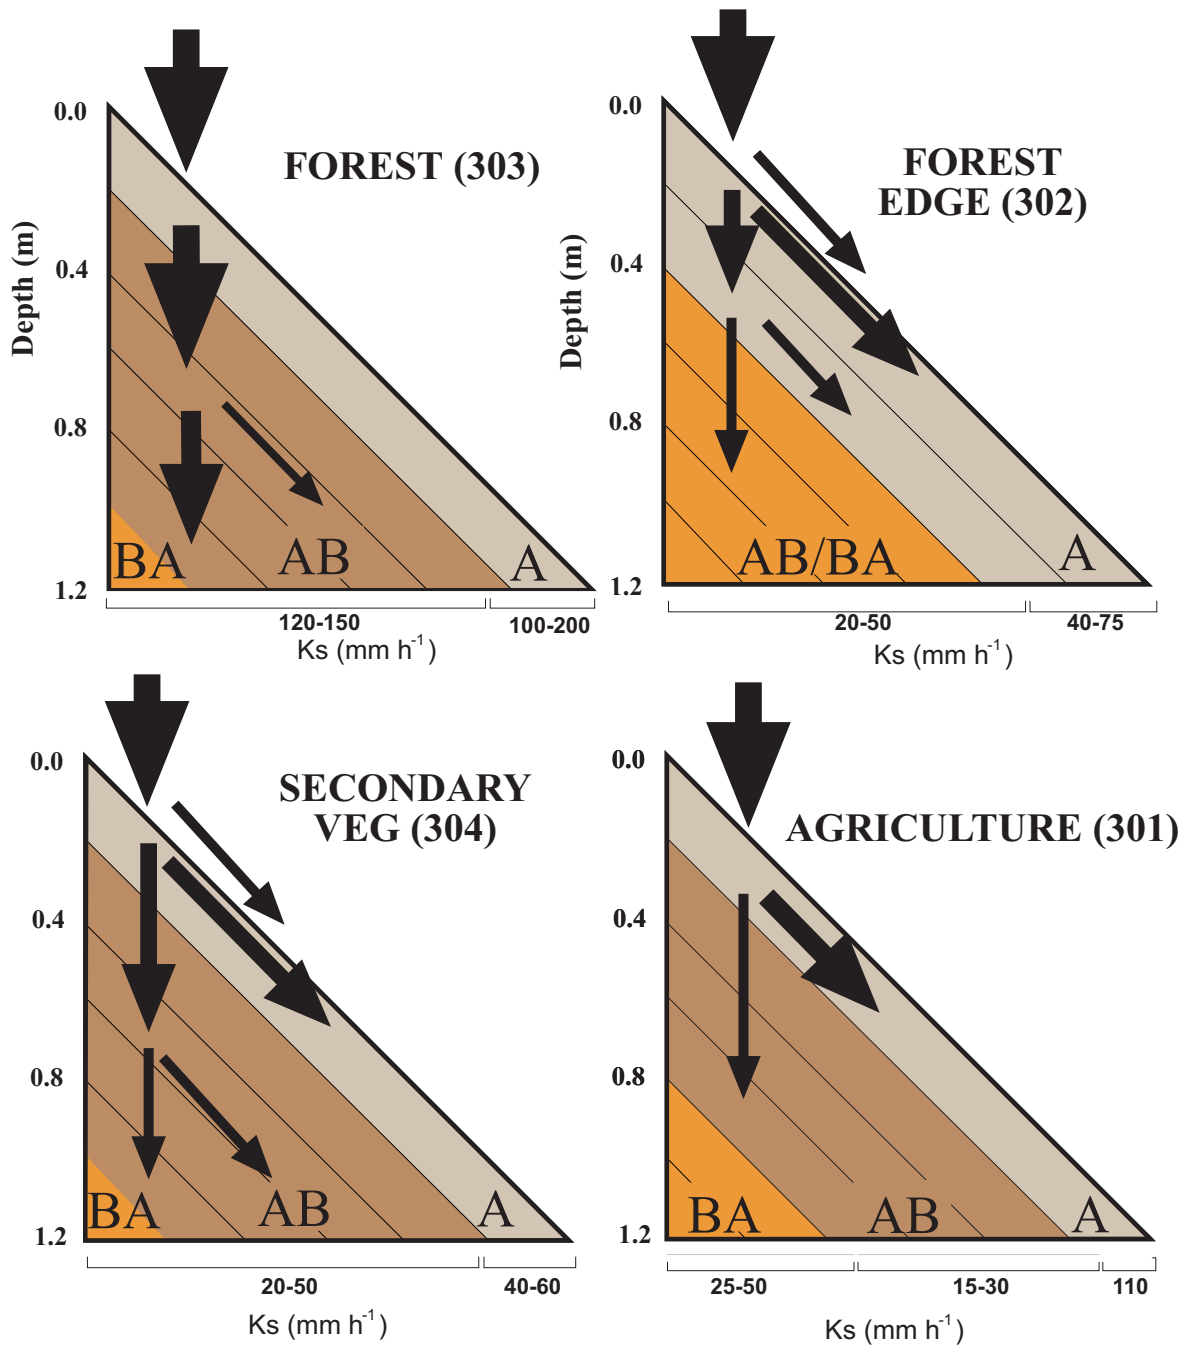 FOREST (303)
0.0
0.4
0.8
1.2
Depth (m)
BA
AB
A
120-150
100-200
Ks (mm h-1)
FOREST
EDGE (302)
0.0
0.4
0.8
1.2
Depth (m)
AB/BA
A
20-50
40-75
Ks (mm h-1)
SECONDARY
VEG (304)
0.0
0.4
0.8
1.2
BA
AB
A
20-50
40-60
Ks (mm h-1)
AGRICULTURE (301)
0.0
0.4
0.8
1.2
BA
AB
A
25-50
15-30
110
Ks (mm h-1)